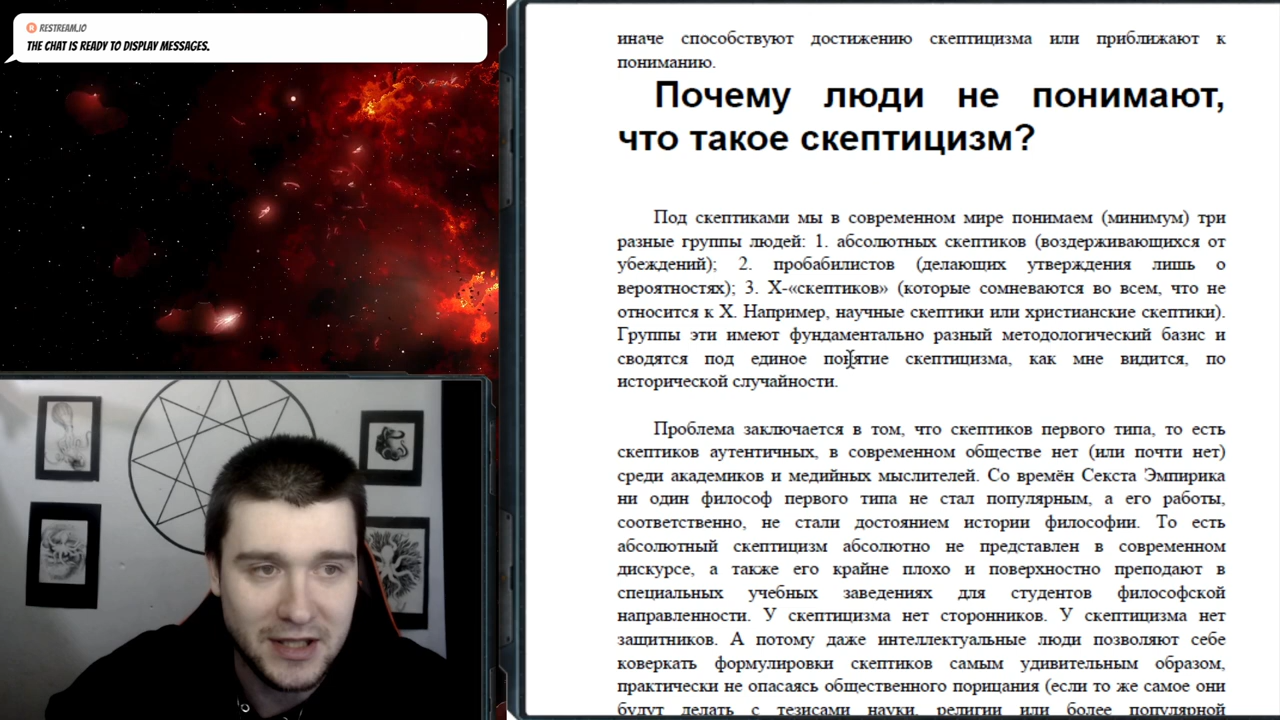 RESTREAM.IO
THE CHAT IS READY TO DISPLAY MESSAGES.
иначе способствуют достижению скептицизма или приближают к
пониманию.
Почему люди не понимают,
что такое скептицизм?
Под скептиками мы в современном мире понимаем (минимум) три
разные группы людей: 1. абсолютных скептиков (воздерживающихся от
убеждений); 2. пробабилистов (делающих утверждения лишь о
вероятностях); 3. X-«скептиков» (которые сомневаются во всем, что не
относится к X. Например, научные скептики или христианские скептики).
Группы эти имеют фундаментально разный методологический базис и
сводятся под единое понятие скептицизма, как мне видится, по
исторической случайности.
Проблема заключается в том, что скептиков первого типа, то есть
скептиков аутентичных, в современном обществе нет (или почти нет)
среди академиков и медийных мыслителей. Со времён Секста Эмпирика
ни один философ первого типа не стал популярным, а его работы,
соответственно, не стали достоянием истории философии. То есть
абсолютный скептицизм абсолютно не представлен в современном
дискурсе, а также его крайне плохо и поверхностно преподают в
специальных учебных заведениях для студентов философской
направленности. У скептицизма нет сторонников. У скептицизма нет
защитников. А потому даже интеллектуальные люди позволяют себе
коверкать формулировки скептиков самым удивительным образом,
практически не опасаясь общественного порицания (если то же самое они
будут делать с тезисами науки, религии или более популярной